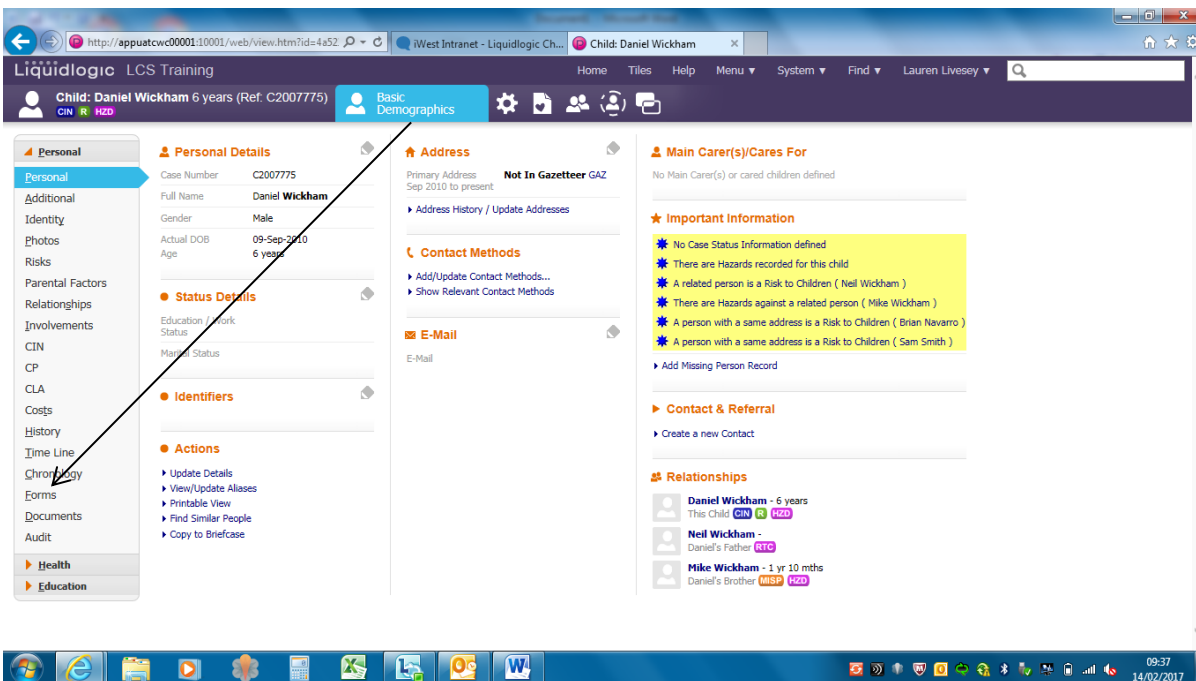 Document1 - Microsoft Word
http://appuatcwc00001:10001/web/view.htm?id=4a52
iWest Intranet - Liquidlogic Ch...
Child: Daniel Wickham
Liquidlogic LCS Training
Home Tiles Help Menu System Find Lauren Livesey
Child: Daniel Wickham 6 years (Ref: C2007775)
CIN R HZD
Basic
Demographics
Personal
Personal
Additional
Identity
Photos
Risks
Parental Factors
Relationships
Involvements
CIN
CP
CLA
Costs
History
Time Line
Chronology
Forms
Documents
Audit
Health
Education
Personal Details
Case Number C2007775
Full Name Daniel Wickham
Gender Male
Actual DOB 09-Sep-2010
Age 6 years
Status Details
Education / Work
Status
Marital Status
Identifiers
Actions
Update Details
View/Update Aliases
Printable View
Find Similar People
Copy to Briefcase
Address
Primary Address Not In Gazetteer GAZ
Sep 2010 to present
Address History / Update Addresses
Contact Methods
Add/Update Contact Methods...
Show Relevant Contact Methods
E-Mail
E-Mail
Main Carer(s)/Cares For
No Main Carer(s) or cared children defined
Important Information
No Case Status Information defined
There are Hazards recorded for this child
A related person is a Risk to Children ( Neil Wickham )
There are Hazards against a related person ( Mike Wickham )
A person with a same address is a Risk to Children ( Brian Navarro )
A person with a same address is a Risk to Children ( Sam Smith )
Add Missing Person Record
Contact & Referral
Create a new Contact
Relationships
Daniel Wickham - 6 years
This Child CIN R HZD
Neil Wickham -
Daniel's Father RTC
Mike Wickham - 1 yr 10 mths
Daniel's Brother MISP HZD
09:37
14/02/2017